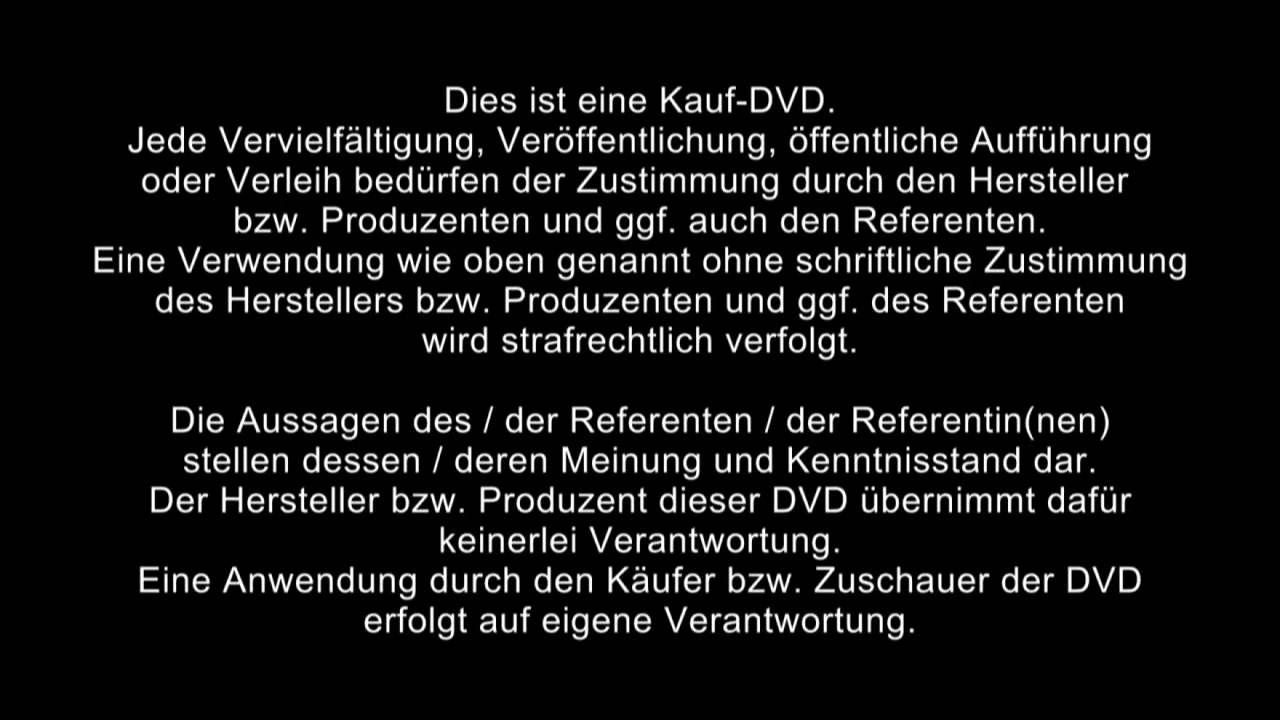 Dies ist eine Kauf-DVD.
Jede Vervielfältigung, Veröffentlichung, öffentliche Aufführung
oder Verleih bedürfen der Zustimmung durch den Hersteller
bzw. Produzenten und ggf. auch den Referenten.
Eine Verwendung wie oben genannt ohne schriftliche Zustimmung
des Herstellers bzw. Produzenten und ggf. des Referenten
wird strafrechtlich verfolgt.
Die Aussagen des / der Referenten / der Referentin(nen)
stellen dessen / deren Meinung und Kenntnisstand dar.
Der Hersteller bzw. Produzent dieser DVD übernimmt dafür
keinerlei Verantwortung.
Eine Anwendung durch den Käufer bzw. Zuschauer der DVD
erfolgt auf eigene Verantwortung.